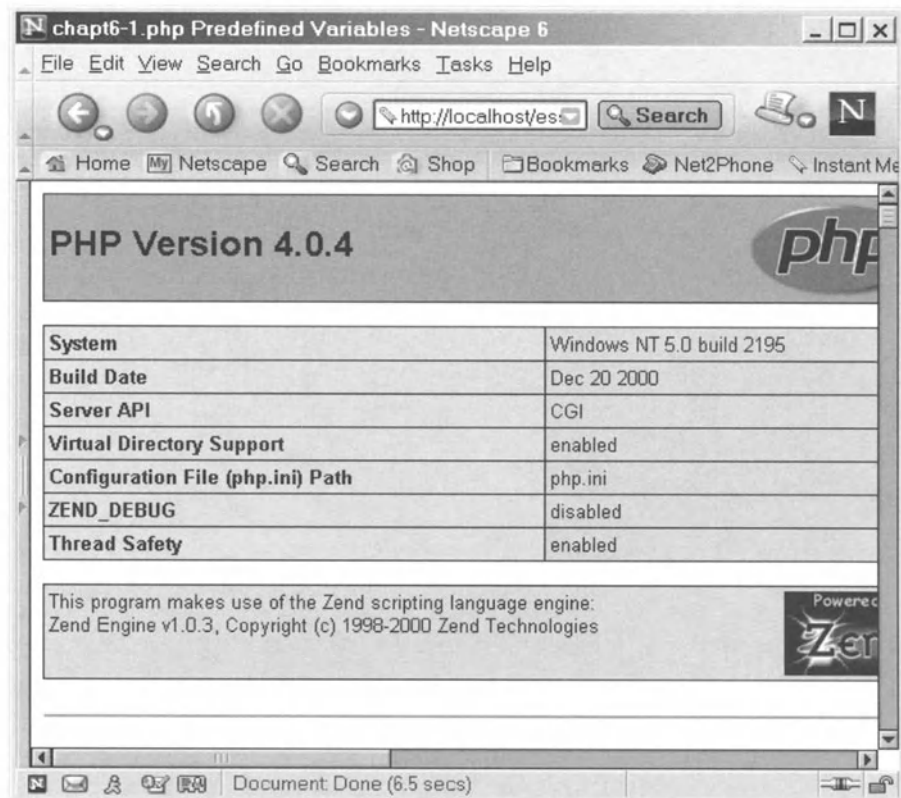 N chapt6-1.php Predefined Variables - Netscape 6
File Edit View Search Go Bookmarks Tasks Help
http://localhost/es Search N
Home My Netscape Search Shop Bookmarks Net2Phone Instant Me
PHP Version 4.0.4
php
System Windows NT 5.0 build 2195
Build Date Dec 20 2000
Server API CGI
Virtual Directory Support enabled
Configuration File (php.ini) Path php.ini
ZEND_DEBUG disabled
Thread Safety enabled
This program makes use of the Zend scripting language engine:
Zend Engine v1.0.3, Copyright (c) 1998-2000 Zend Technologies
Powered
Zen
N Document: Done (6.5 secs)